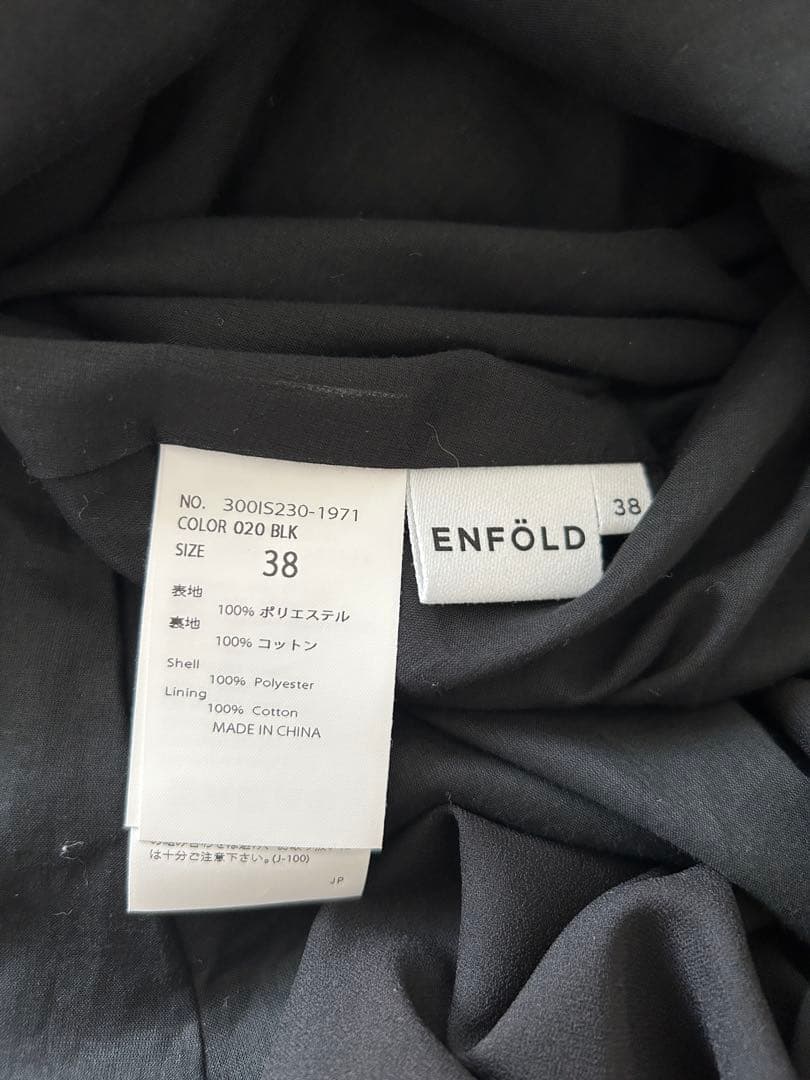 NO. 300IS230-1971
COLOR 020 BLK
SIZE 38
表地
100% ポリエステル
裏地
100% コットン
Shell
100% Polyester
Lining
100% Cotton
MADE IN CHINA
は十分ご注意下さい。(J-100)
JP
ENFÖLD
38